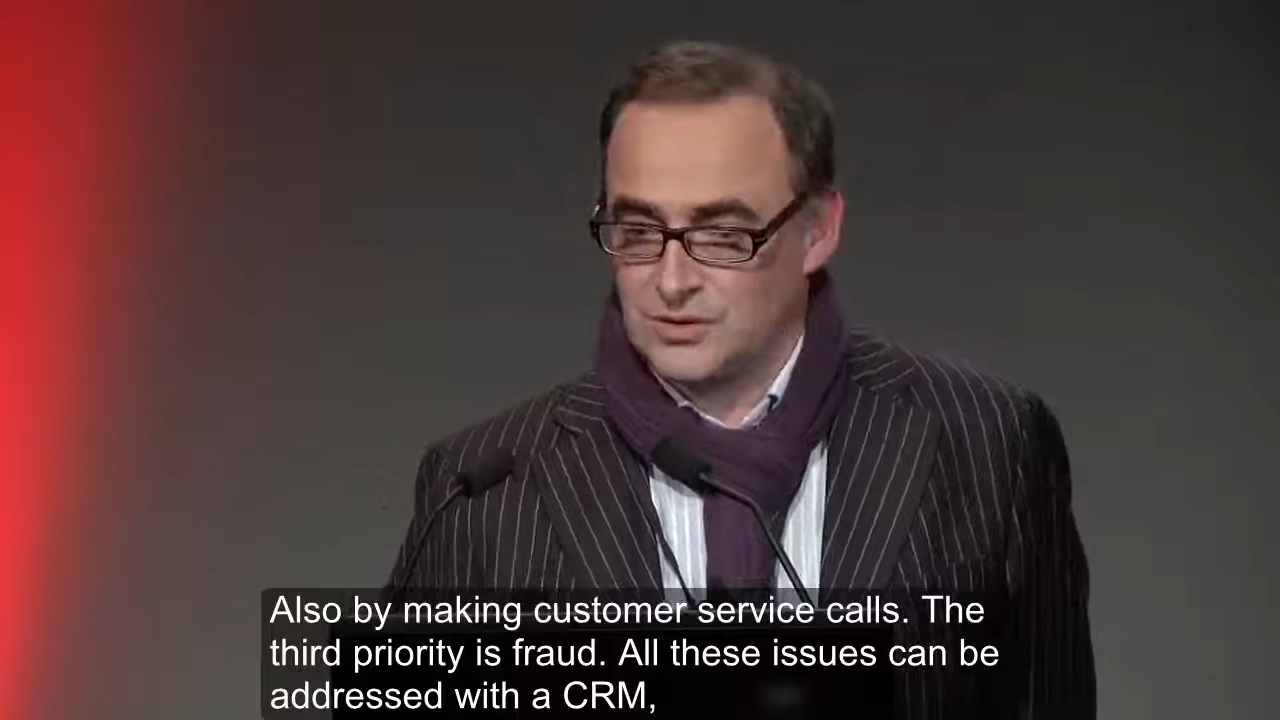 Also by making customer service calls. The
third priority is fraud. All these issues can be
addressed with a CRM,